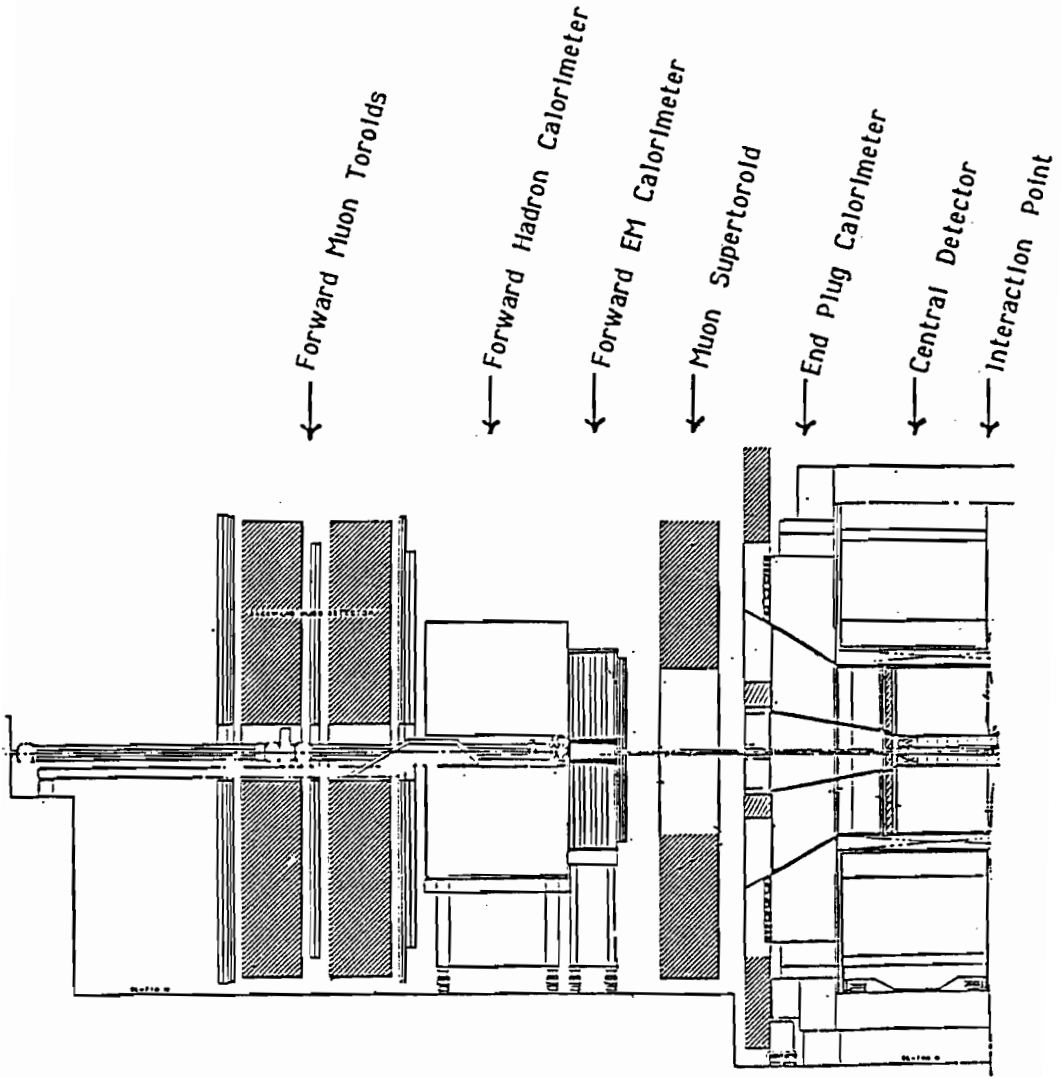 Forward Muon Toroids
Forward Hadron Calorimeter
Forward EM Calorimeter
Muon Supertoroid
End Plug Calorimeter
Central Detector
Interaction Point